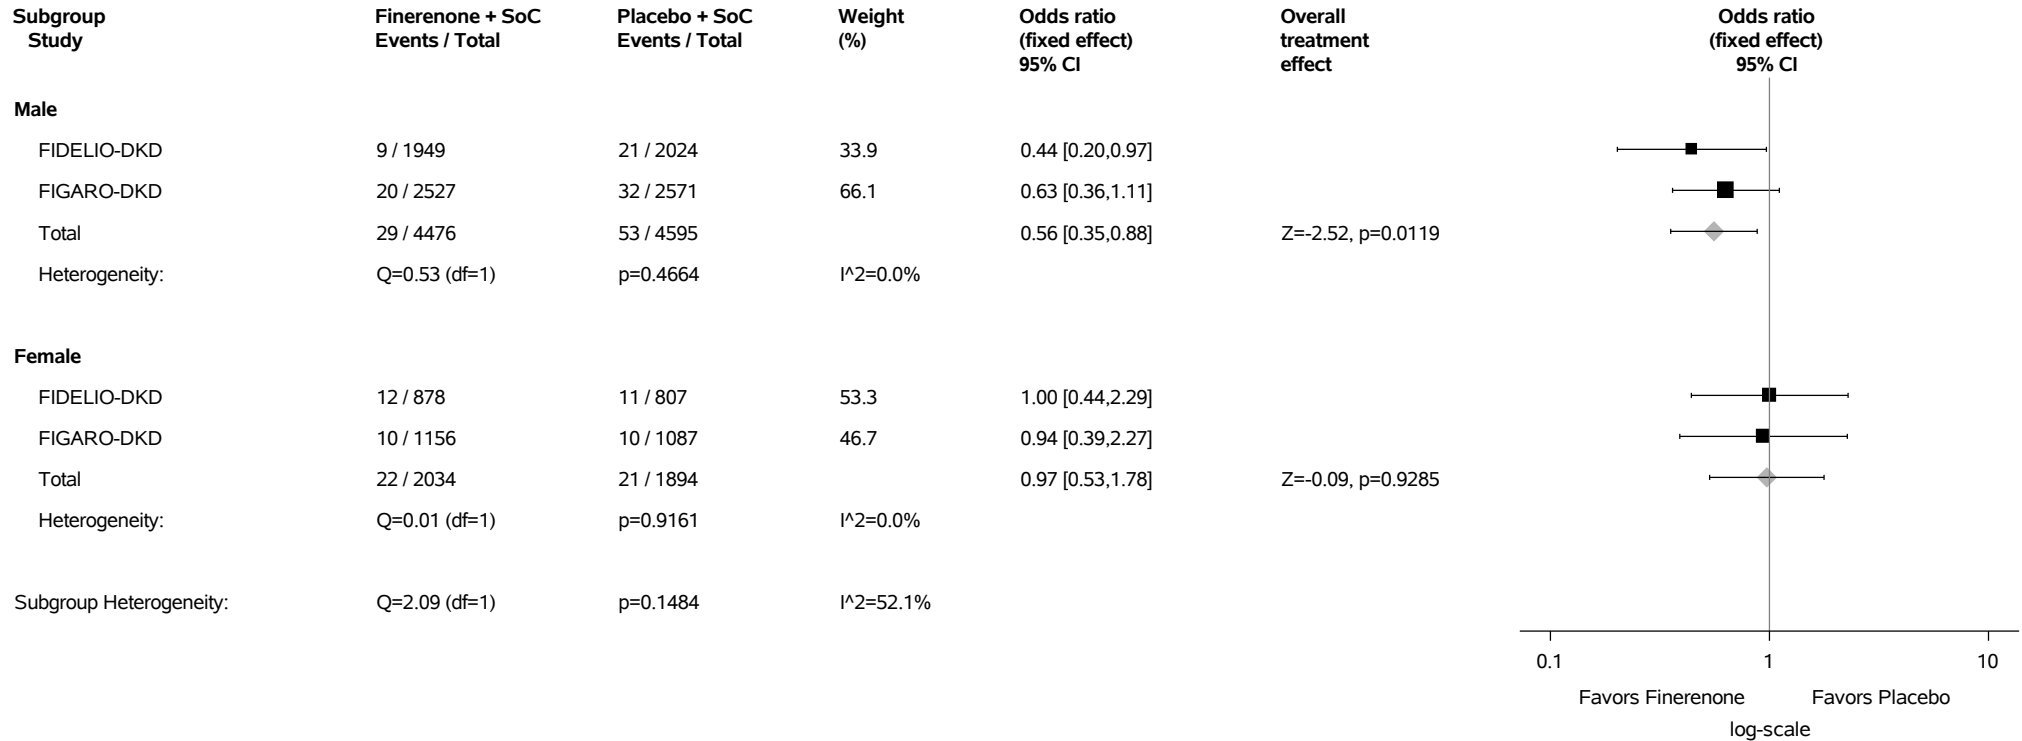 Subgroup Finerenone + SoC Placebo + SoC Weight Odds ratio Overall Odds ratio
Study Events / Total Events / Total (%) (fixed effect) treatment (fixed effect)
95% CI effect 95% CI
Male
FIDELIO-DKD 9 / 1949 21 / 2024 33.9 0.44 [0.20,0.97]
FIGARO-DKD 20 / 2527 32 / 2571 66.1 0.63 [0.36,1.11]
Total 29 / 4476 53 / 4595 0.56 [0.35,0.88] Z=-2.52, p=0.0119
Heterogeneity: Q=0.53 (df=1) p=0.4664 I^2=0.0%
Female
FIDELIO-DKD 12 / 878 11 / 807 53.3 1.00 [0.44,2.29]
FIGARO-DKD 10 / 1156 10 / 1087 46.7 0.94 [0.39,2.27]
Total 22 / 2034 21 / 1894 0.97 [0.53,1.78] Z=-0.09, p=0.9285
Heterogeneity: Q=0.01 (df=1) p=0.9161 I^2=0.0%
Subgroup Heterogeneity: Q=2.09 (df=1) p=0.1484 I^2=52.1%
0.1 1 10
Favors Finerenone Favors Placebo
log-scale